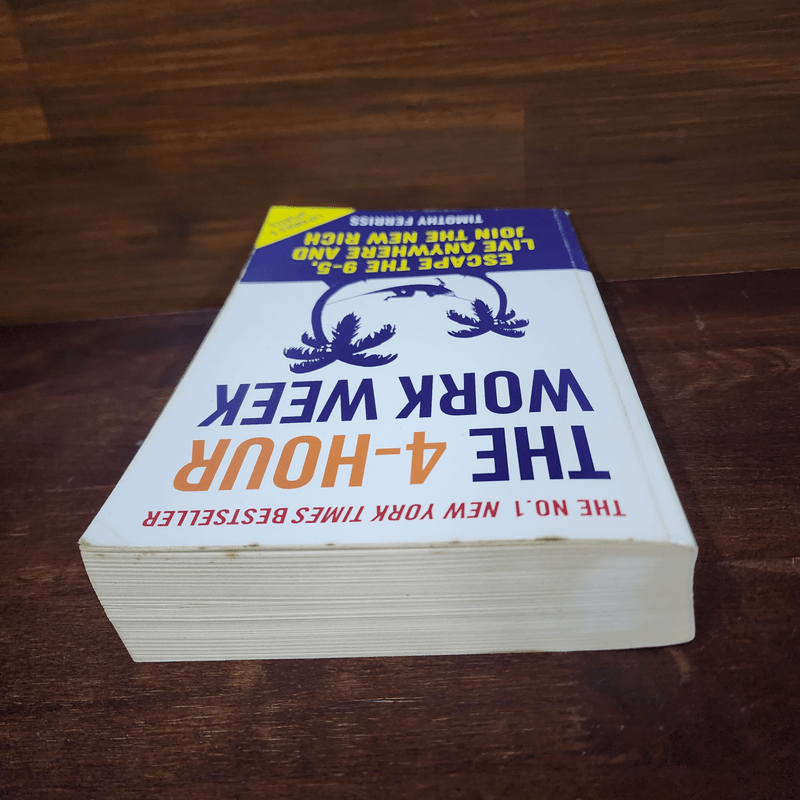 THE NO.1 NEW YORK TIMES BESTSELLER
THE 4-HOUR
WORK WEEK
ESCAPE THE 9-5,
LIVE ANYWHERE AND
JOIN THE NEW RICH
TIMOTHY FERRISS